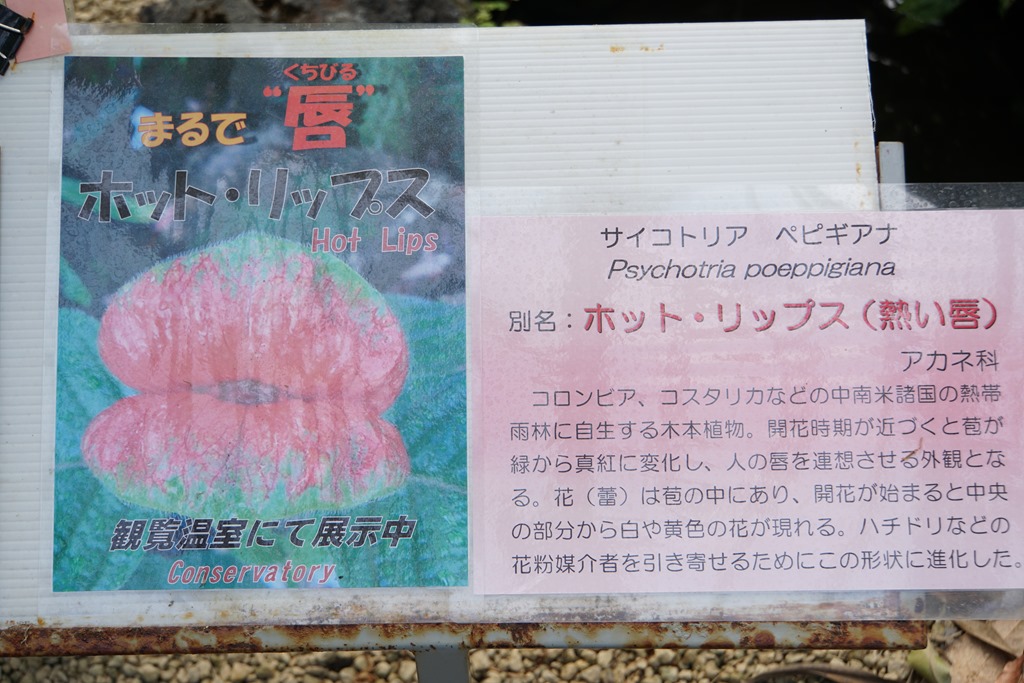 くちびる
まるで“唇”
ホット・リップス
Hot Lips
観覧温室にて展示中
Conservatory
サイコトリア　ペピギアナ
Psychotria poeppigiana
別名：ホット・リップス（熱い唇）
アカネ科
コロンビア、コスタリカなどの中南米諸国の熱帯
雨林に自生する木本植物。開花時期が近づくと苞が
緑から真紅に変化し、人の唇を連想させる外観とな
る。花（蕾）は苞の中にあり、開花が始まると中央
の部分から白や黄色の花が現れる。ハチドリなどの
花粉媒介者を引き寄せるためにこの形状に進化した。